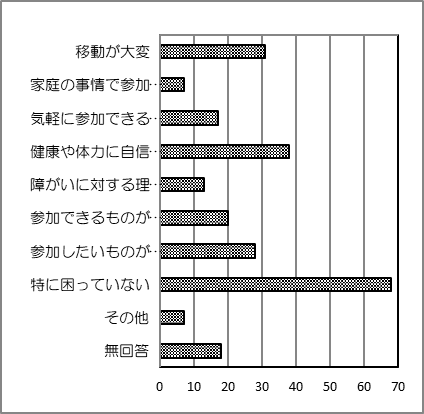 移動が大変
家庭の事情で参加…
気軽に参加できる…
健康や体力に自信…
障がいに対する理…
参加できるものが…
参加したいものが…
特に困っていない
その他
無回答
0 10 20 30 40 50 60 70